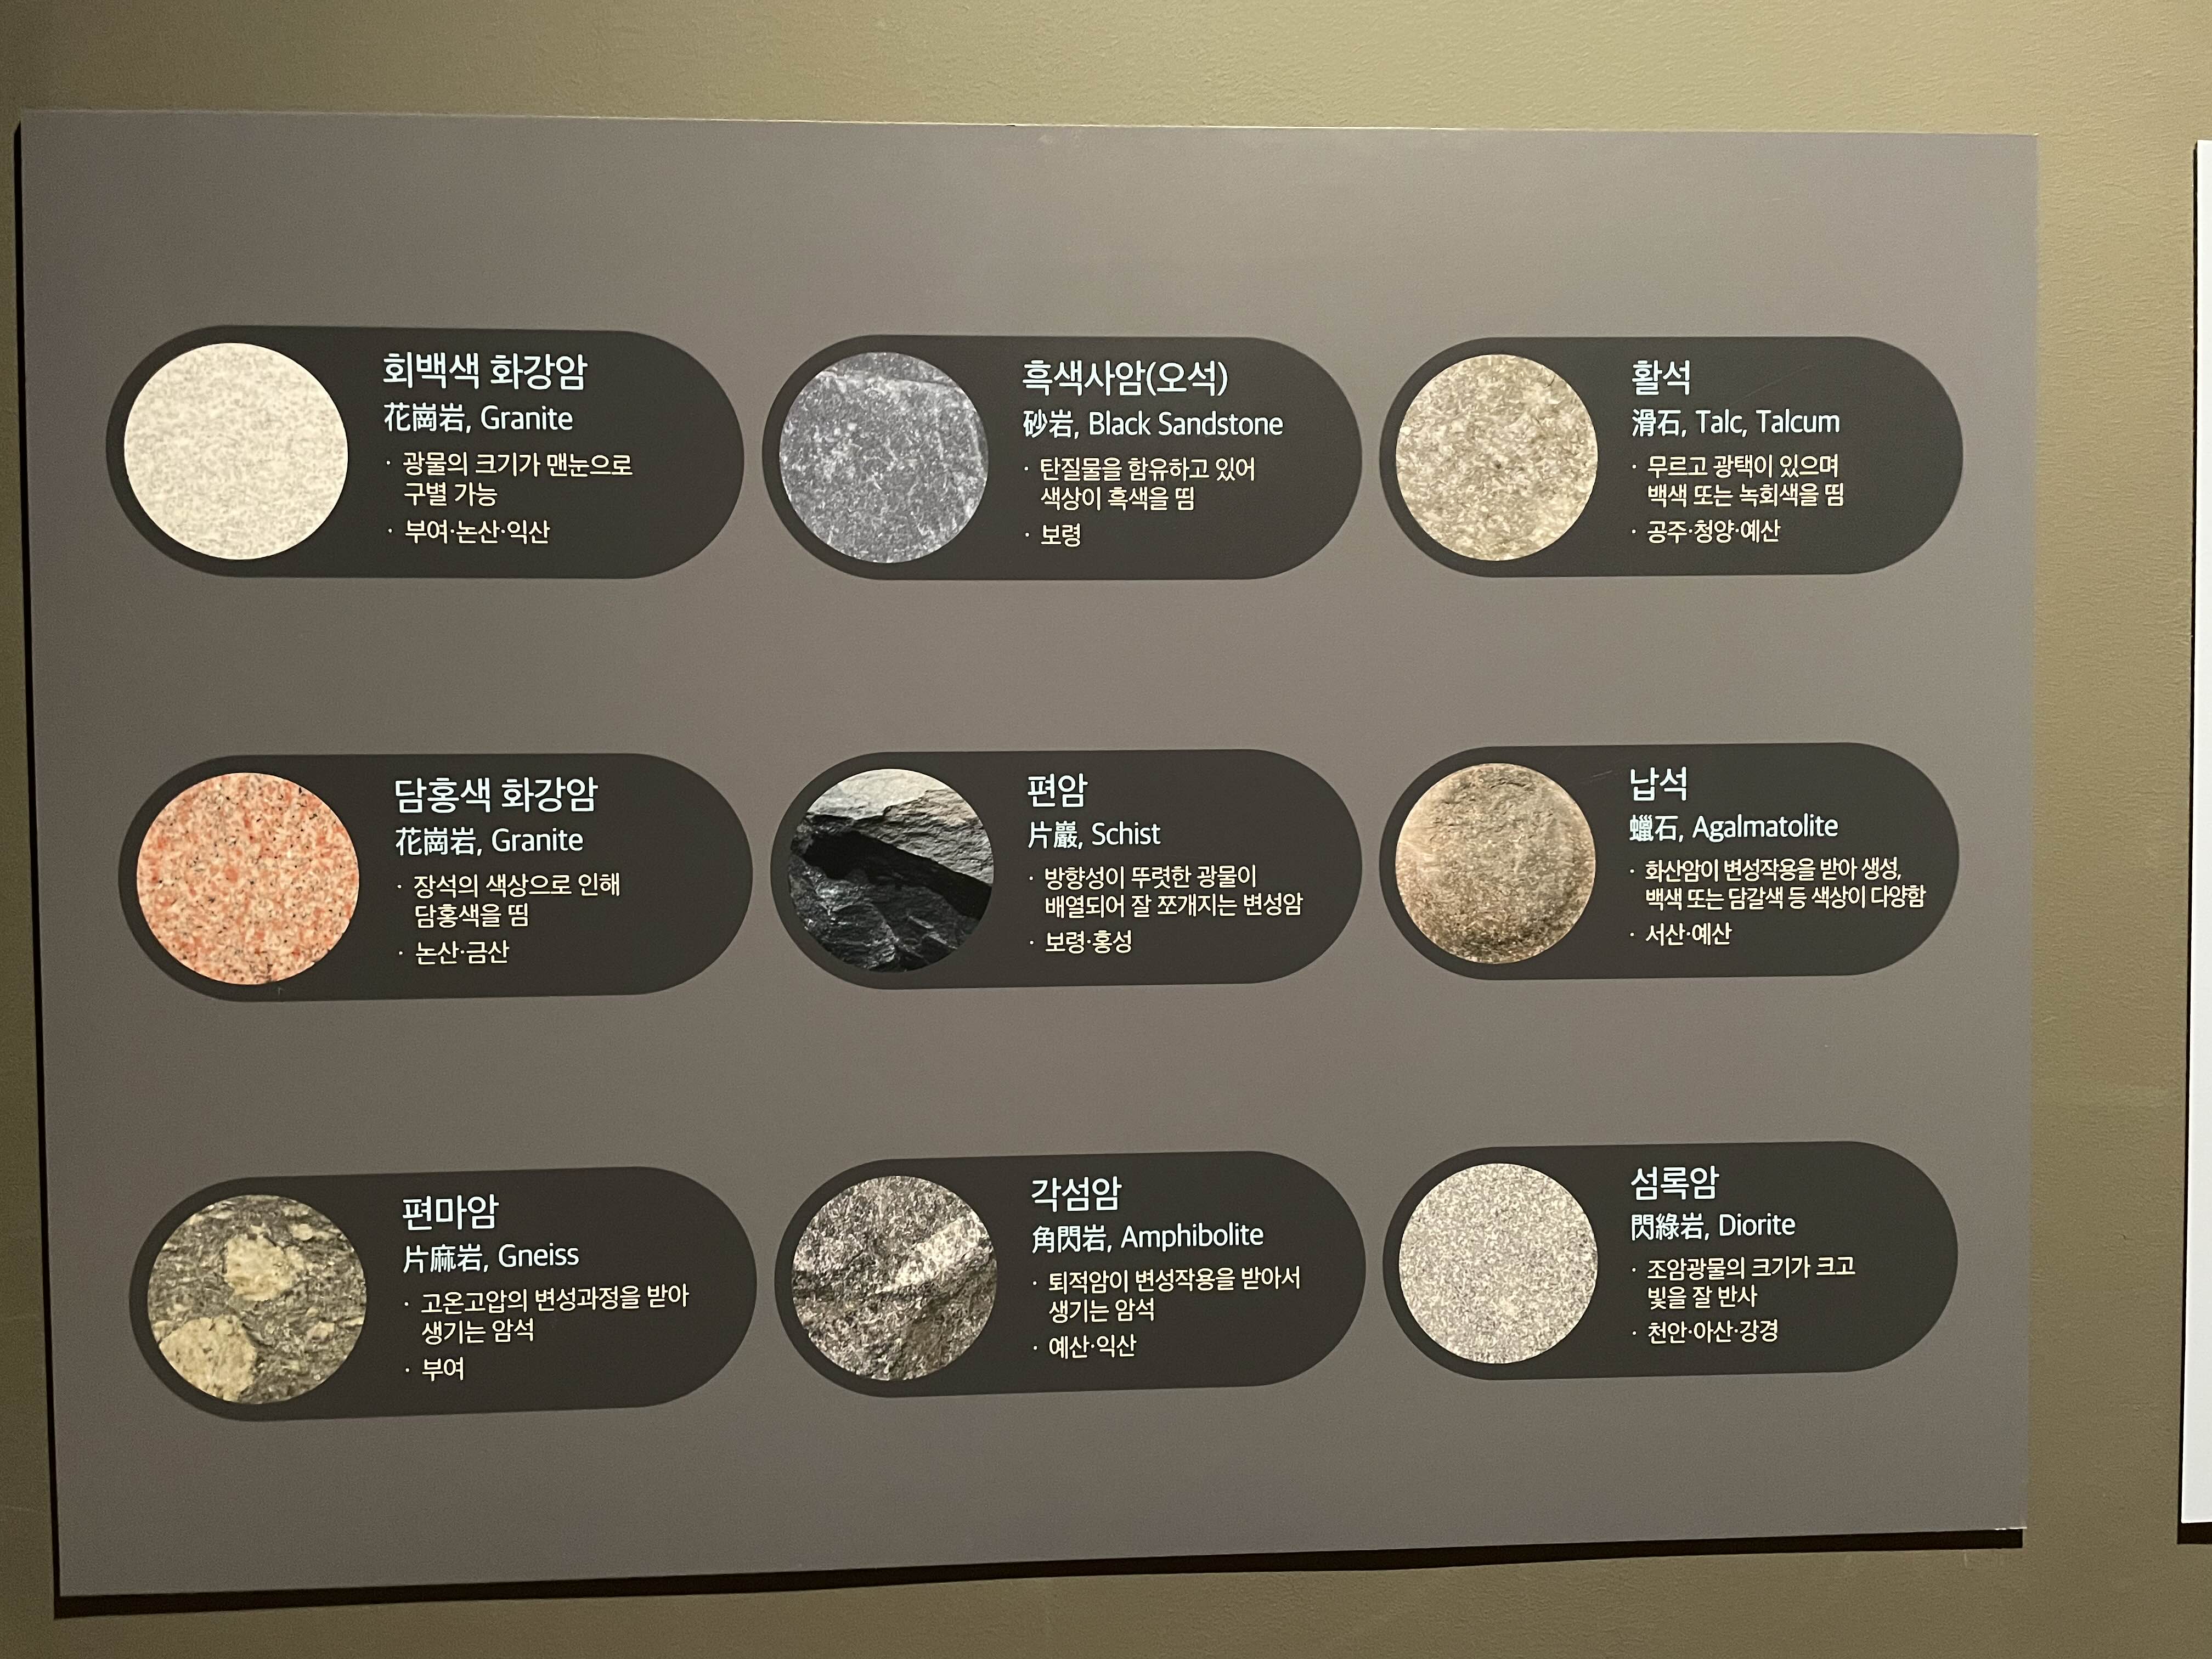 회백색 화강암
花崗岩, Granite
· 광물의 크기가 맨눈으로
구별 가능
· 부여·논산·익산
흑색사암(오석)
砂岩, Black Sandstone
· 탄질물을 함유하고 있어
색상이 흑색을 띰
· 보령
활석
滑石, Talc, Talcum
· 무르고 광택이 있으며
백색 또는 녹회색을 띰
· 공주·청양·예산
담홍색 화강암
花崗岩, Granite
· 장석의 색상으로 인해
담홍색을 띰
· 논산·금산
편암
片巖, Schist
· 방향성이 뚜렷한 광물이
배열되어 잘 쪼개지는 변성암
· 보령·홍성
납석
蠟石, Agalmatolite
· 화산암이 변성작용을 받아 생성,
백색 또는 담갈색 등 색상이 다양함
· 서산·예산
편마암
片麻岩, Gneiss
· 고온고압의 변성과정을 받아
생기는 암석
· 부여
각섬암
角閃岩, Amphibolite
· 퇴적암이 변성작용을 받아서
생기는 암석
· 예산·익산
섬록암
閃綠岩, Diorite
· 조암광물의 크기가 크고
빛을 잘 반사
· 천안·아산·강경